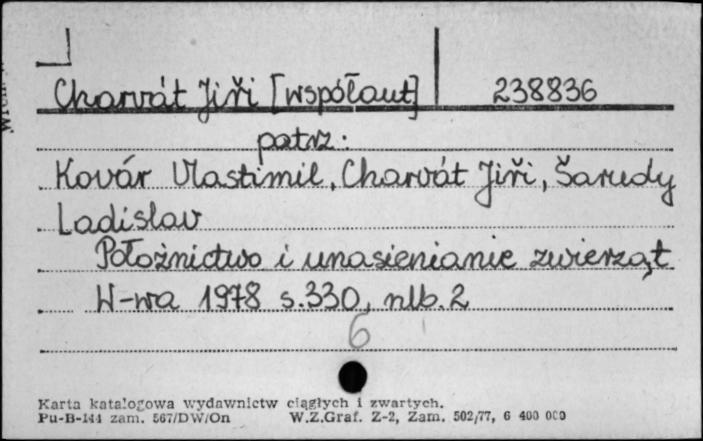 Charvát Jiři [współaut] 238836
patrz:
Kovár Vlastimil, Charvát Jiři, Šarudy
Ladislav
Położnictwo i unasienianie zwierząt
W-wa 1978 s.330, nlb.2
6
Karta katalogowa wydawnictw ciągłych i zwartych.
Pu-B-144 zam. 567/DW/On W.Z.Graf. Z-2, Zam. 502/77, 6 400 000